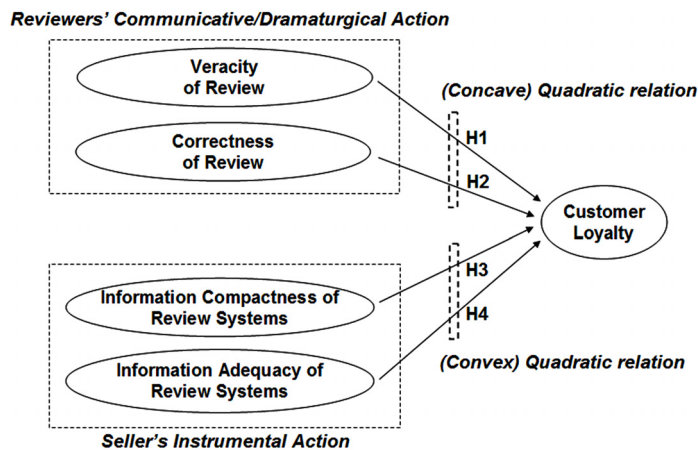 Reviewers' Communicative/Dramaturgical Action
Veracity
of Review
(Concave) Quadratic relation
Correctness
of Review
H1
H2
Customer
Loyalty
H3
Information Compactness of
Review Systems
H4
Information Adequacy of
Review Systems
(Convex) Quadratic relation
Seller's Instrumental Action